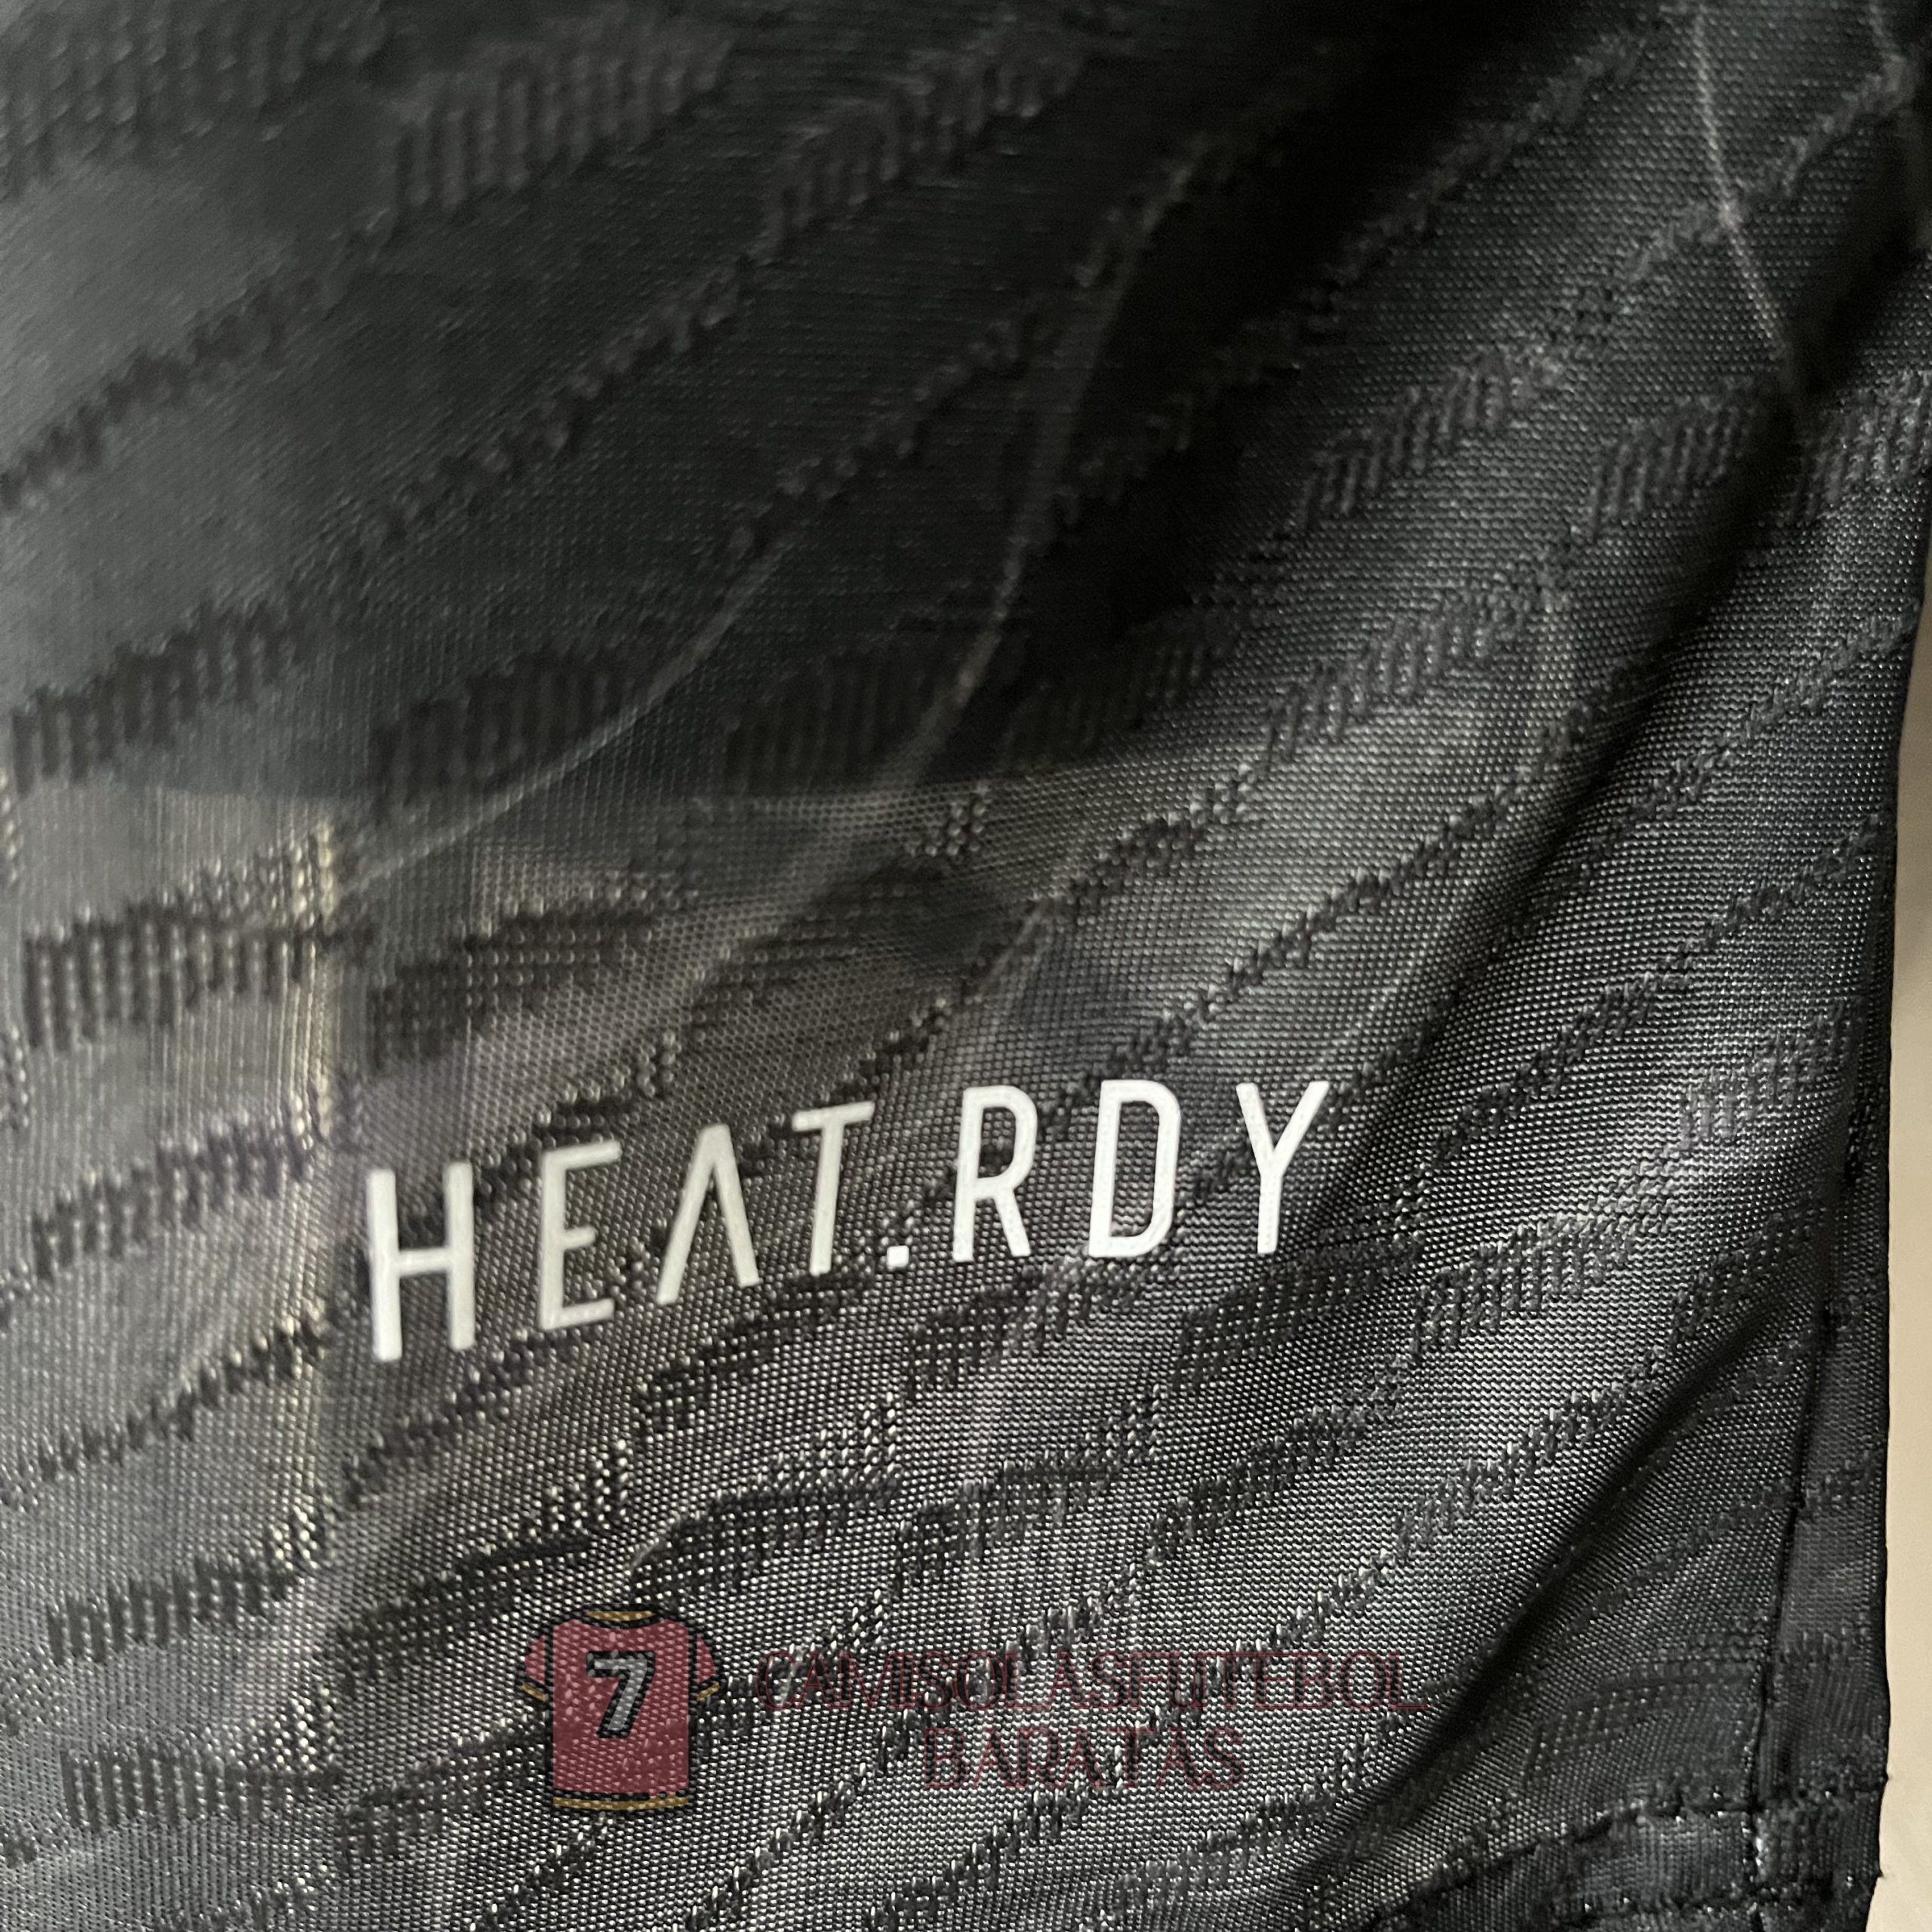 HEAT.RDY
7
CAMISOLASFUTEBOL
BARATAS